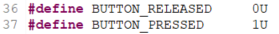 36 #define BUTTON_RELEASED 0U
37 #define BUTTON_PRESSED 1U